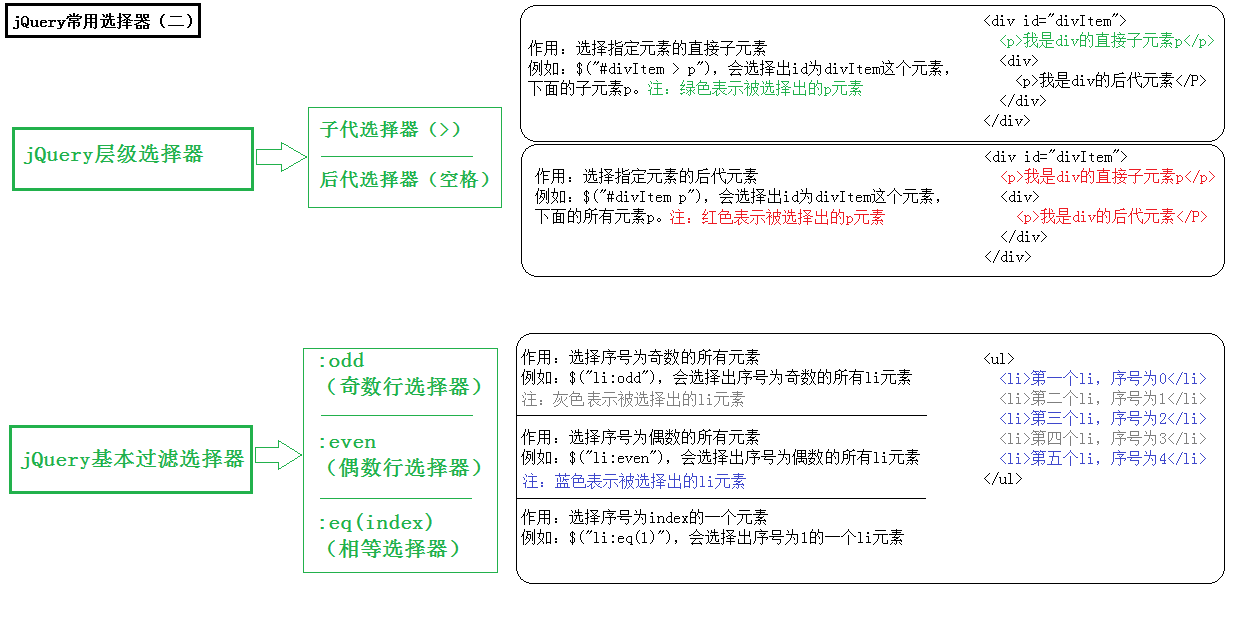 jQuery常用选择器（二）
jQuery层级选择器
子代选择器（>）
后代选择器（空格）
作用：选择指定元素的直接子元素
例如：$("#divItem > p")，会选择出id为divItem这个元素，
下面的子元素p。注：绿色表示被选择出的p元素
<div id="divItem">
<p>我是div的直接子元素p</p>
<div>
<p>我是div的后代元素</P>
</div>
</div>
作用：选择指定元素的后代元素
例如：$("#divItem p")，会选择出id为divItem这个元素，
下面的所有元素p。注：红色表示被选择出的p元素
<div id="divItem">
<p>我是div的直接子元素p</p>
<div>
<p>我是div的后代元素</P>
</div>
</div>
jQuery基本过滤选择器
:odd
（奇数行选择器）
:even
（偶数行选择器）
:eq(index)
（相等选择器）
作用：选择序号为奇数的所有元素
例如：$("li:odd")，会选择出序号为奇数的所有li元素
注：灰色表示被选择出的li元素
作用：选择序号为偶数的所有元素
例如：$("li:even")，会选择出序号为偶数的所有li元素
注：蓝色表示被选择出的li元素
作用：选择序号为index的一个元素
例如：$("li:eq(1)")，会选择出序号为1的一个li元素
<ul>
<li>第一个li，序号为0</li>
<li>第二个li，序号为1</li>
<li>第三个li，序号为2</li>
<li>第四个li，序号为3</li>
<li>第五个li，序号为4</li>
</ul>